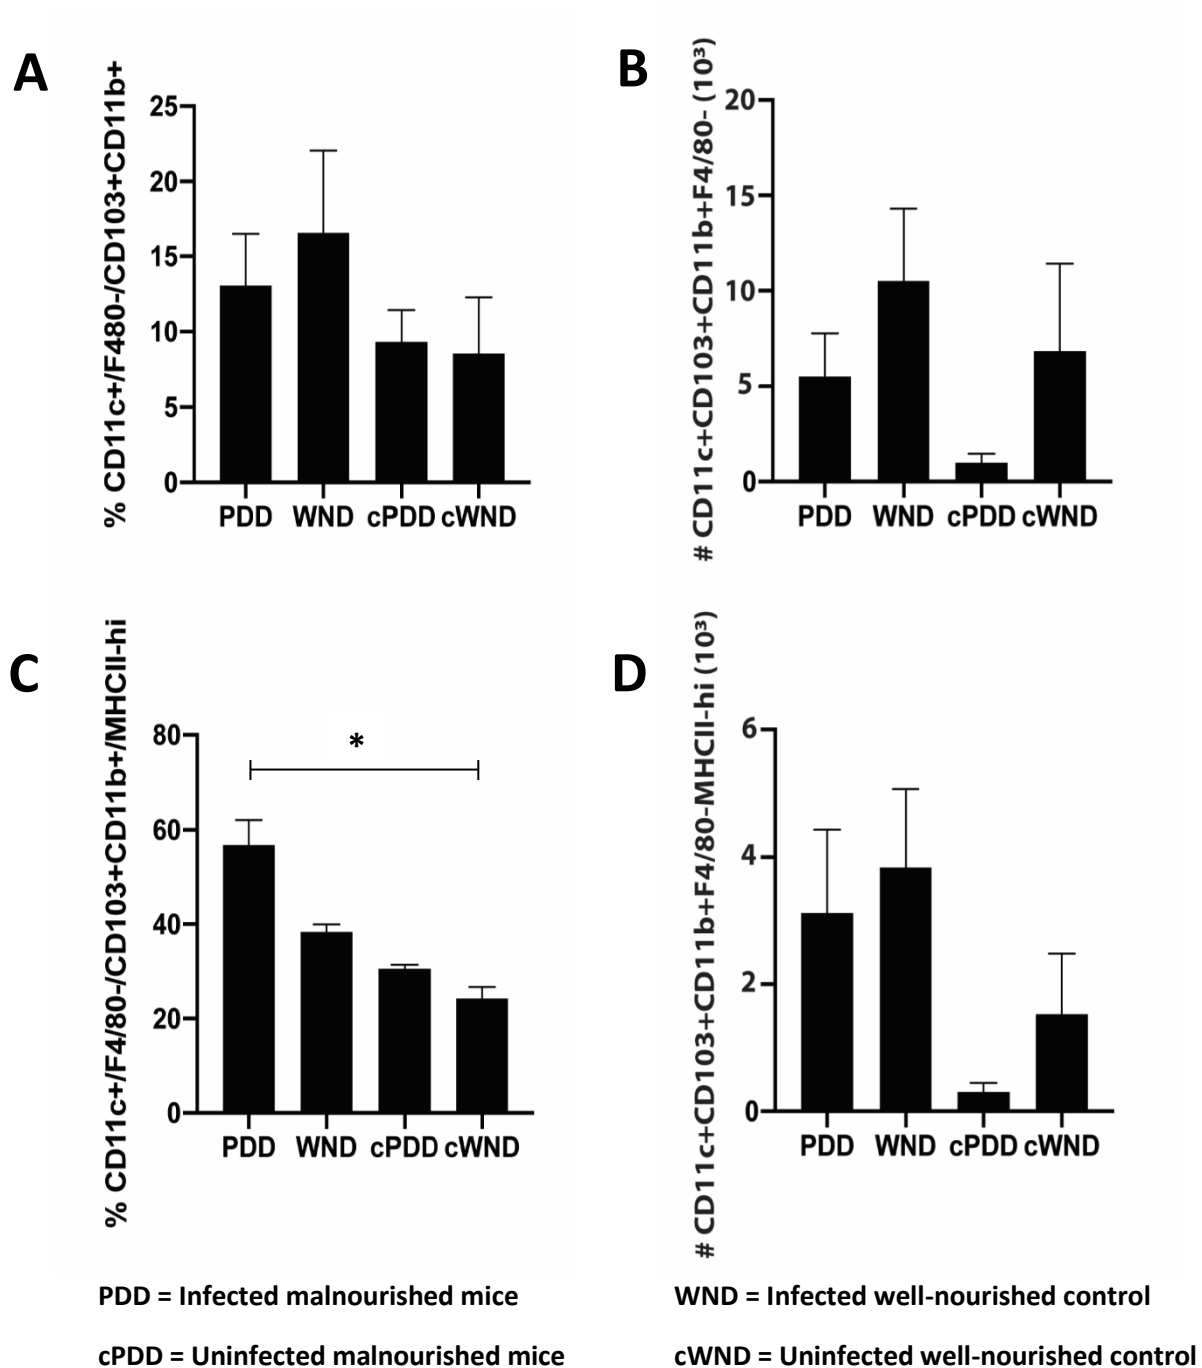 A
% CD11c+/F480-/CD103+CD11b+
25
20
15
10
5
0
PDD WND cPDD cWND
B
# CD11c+CD103+CD11b+F4/80- (10³)
20
15
10
5
0
PDD WND cPDD cWND
C
% CD11c+/F4/80-/CD103+CD11b+/MHCII-hi
80
60
40
20
0
*
PDD WND cPDD cWND
D
# CD11c+CD103+CD11b+F4/80-MHCII-hi (10³)
6
4
2
0
PDD WND cPDD cWND
PDD = Infected malnourished mice
WND = Infected well-nourished control
cPDD = Uninfected malnourished mice
cWND = Uninfected well-nourished control